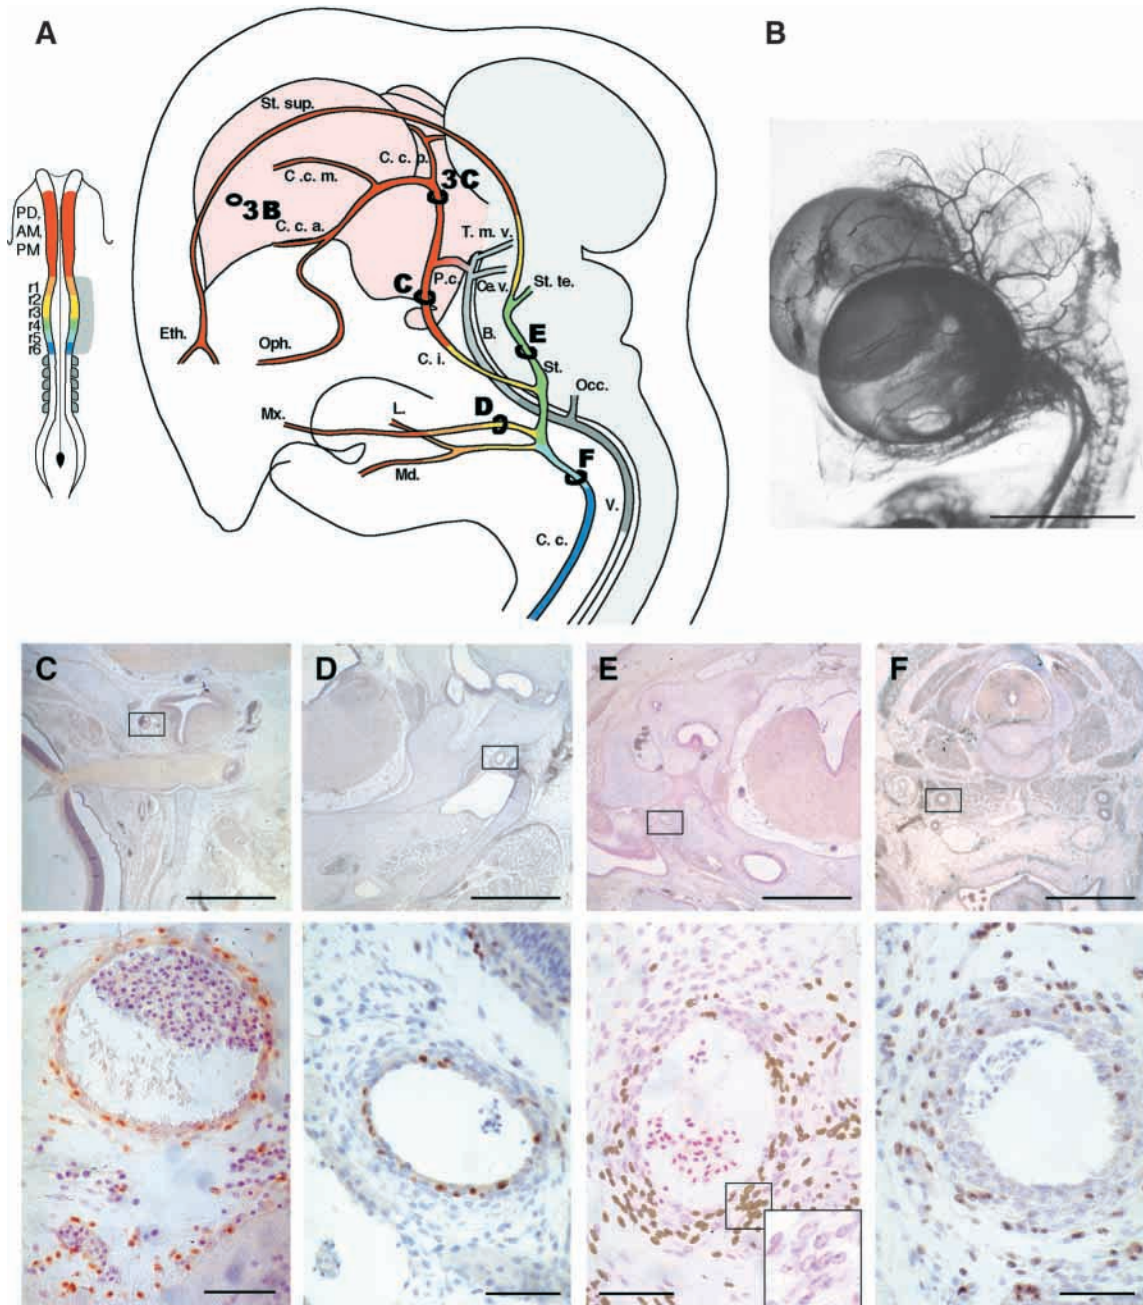 A
B
St. sup.
C. c. p.
C .c. m.
3C
3B
PD,
AM,
PM
C. c. a.
T. m. v.
r1
r2
r3
r4
r5
r6
C
P.c.
Ce. v.
St. te.
Eth.
Oph.
B.
E
C. i.
St.
Occ.
Mx.
L.
D
Md.
F
V.
C. c.
C
D
E
F